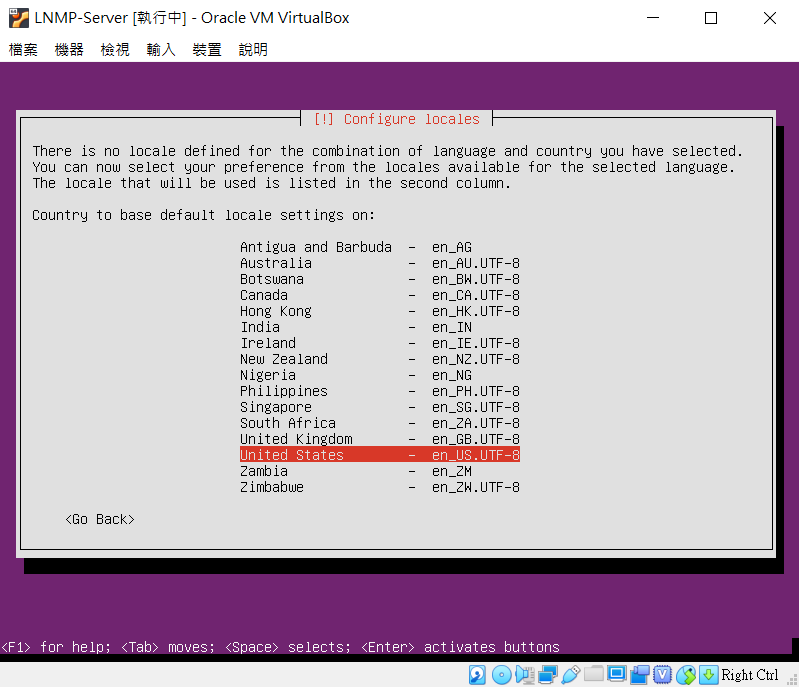 LNMP-Server [執行中] - Oracle VM VirtualBox
檔案 機器 檢視 輸入 裝置 說明
[!] Configure locales
There is no locale defined for the combination of language and country you have selected.
You can now select your preference from the locales available for the selected language.
The locale that will be used is listed in the second column.
Country to base default locale settings on:
Antigua and Barbuda - en_AG
Australia - en_AU.UTF-8
Botswana - en_BW.UTF-8
Canada - en_CA.UTF-8
Hong Kong - en_HK.UTF-8
India - en_IN
Ireland - en_IE.UTF-8
New Zealand - en_NZ.UTF-8
Nigeria - en_NG
Philippines - en_PH.UTF-8
Singapore - en_SG.UTF-8
South Africa - en_ZA.UTF-8
United Kingdom - en_GB.UTF-8
United States - en_US.UTF-8
Zambia - en_ZM
Zimbabwe - en_ZW.UTF-8
<Go Back>
<F1> for help; <Tab> moves; <Space> selects; <Enter> activates buttons
Right Ctrl